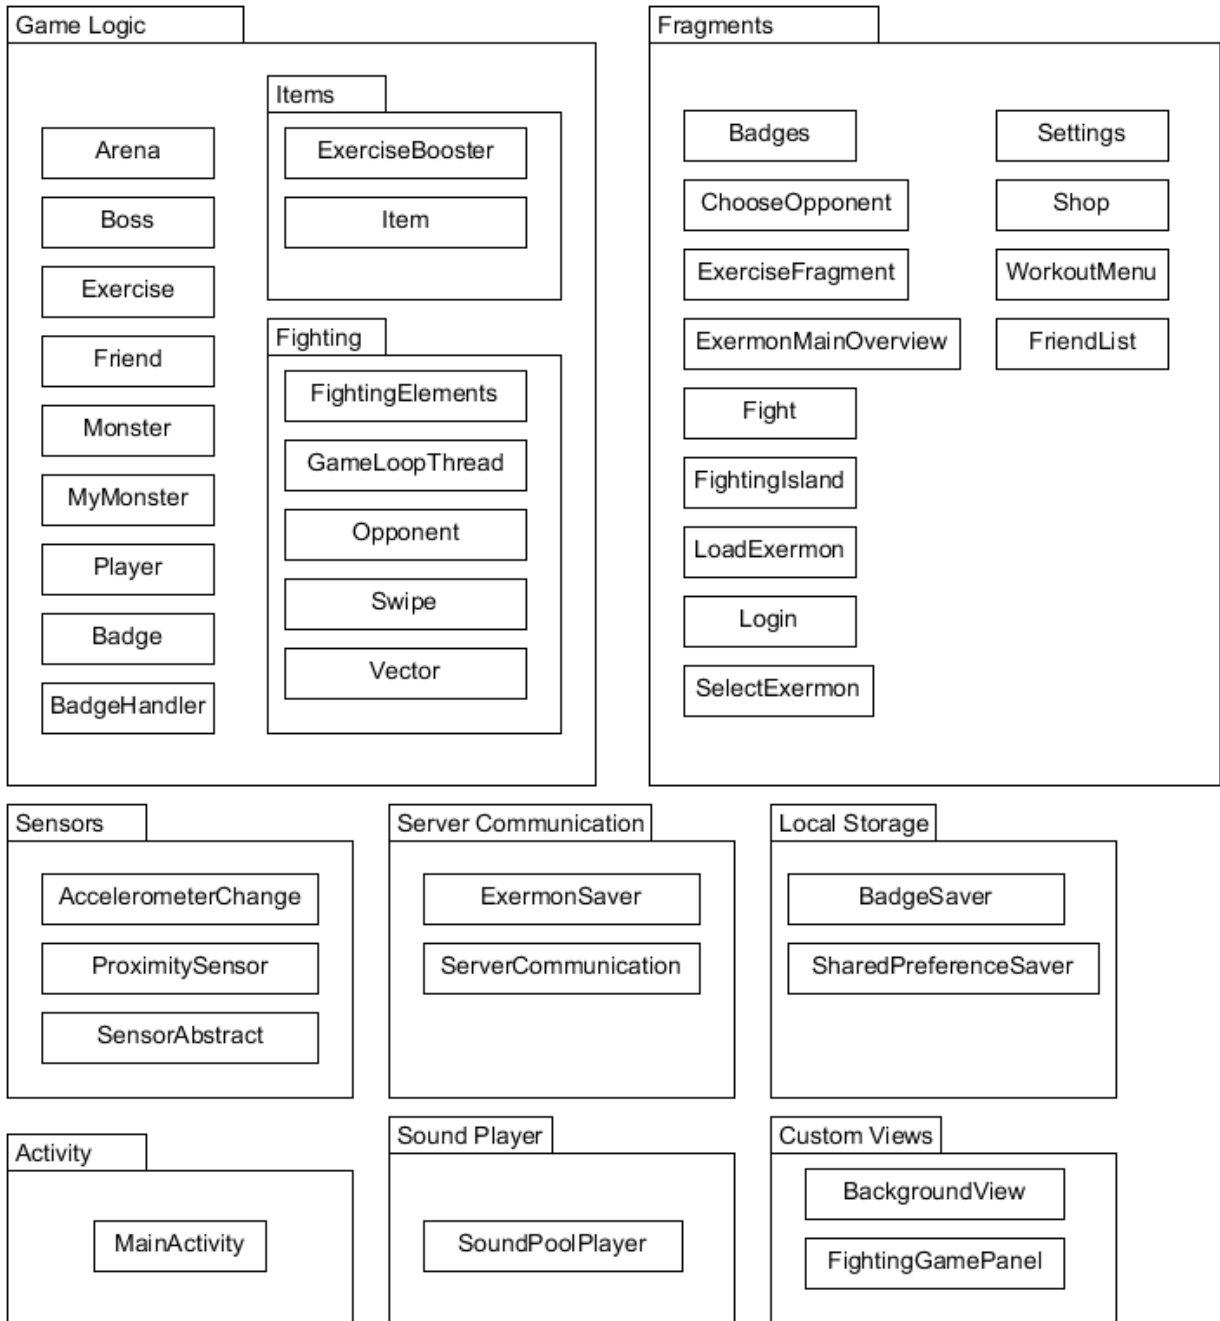 Game Logic
Arena
Boss
Exercise
Friend
Monster
MyMonster
Player
Badge
BadgeHandler
Items
ExerciseBooster
Item
Fighting
FightingElements
GameLoopThread
Opponent
Swipe
Vector
Fragments
Badges
ChooseOpponent
ExerciseFragment
ExermonMainOverview
Fight
FightingIsland
LoadExermon
Login
SelectExermon
Settings
Shop
WorkoutMenu
FriendList
Sensors
AccelerometerChange
ProximitySensor
SensorAbstract
Server Communication
ExermonSaver
ServerCommunication
Local Storage
BadgeSaver
SharedPreferenceSaver
Activity
MainActivity
Sound Player
SoundPoolPlayer
Custom Views
BackgroundView
FightingGamePanel